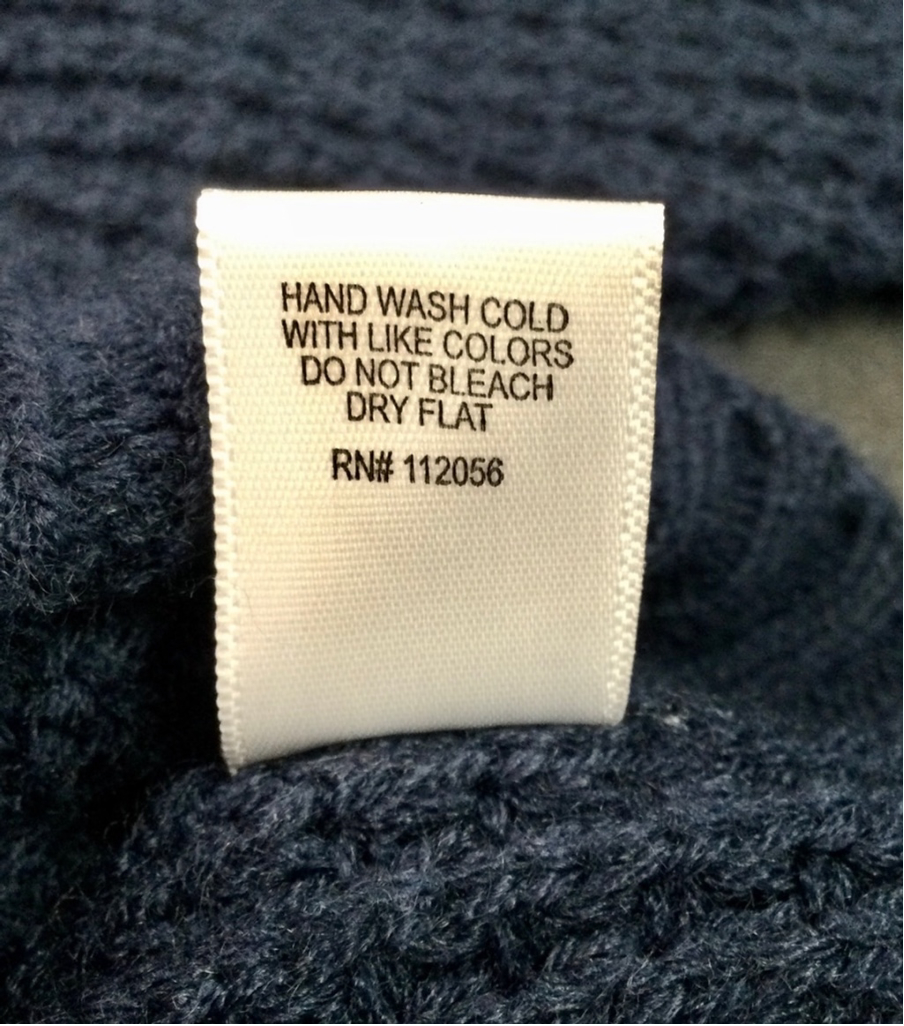 HAND WASH COLD
WITH LIKE COLORS
DO NOT BLEACH
DRY FLAT
RN# 112056